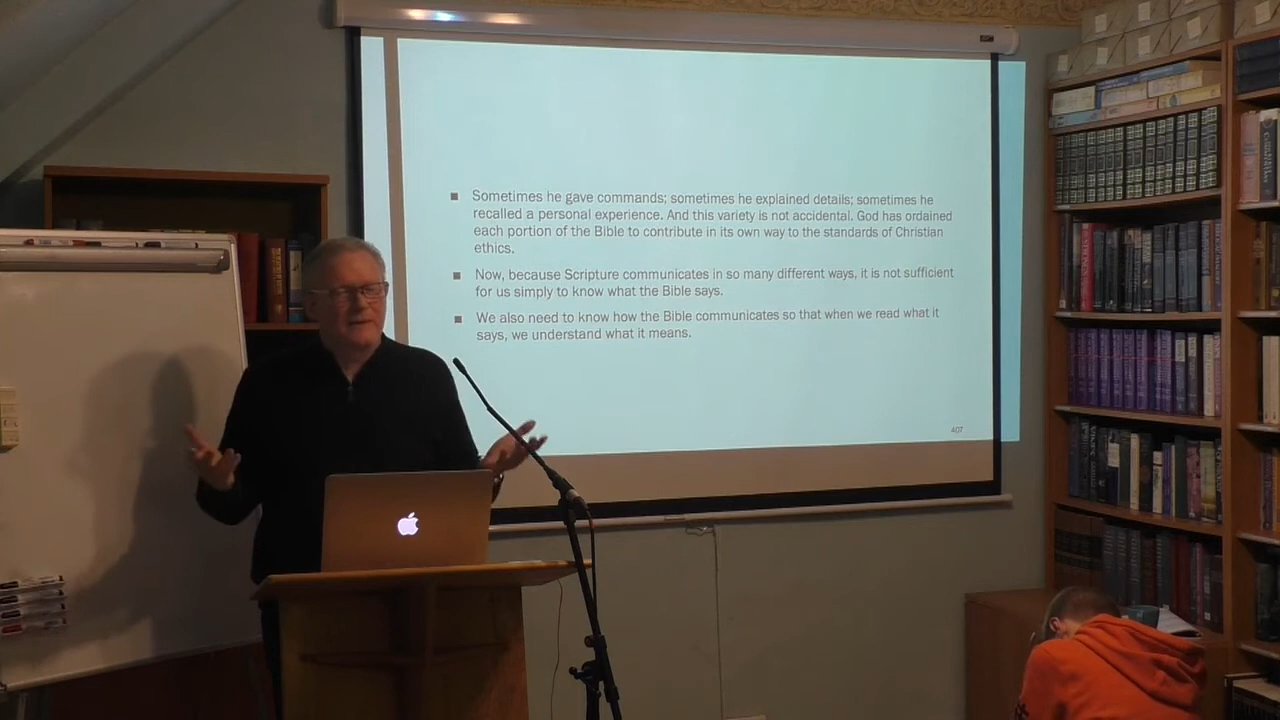 ■ Sometimes he gave commands; sometimes he explained details; sometimes he
recalled a personal experience. And this variety is not accidental. God has ordained
each portion of the Bible to contribute in its own way to the standards of Christian
ethics.
■ Now, because Scripture communicates in so many different ways, it is not sufficient
for us simply to know what the Bible says.
■ We also need to know how the Bible communicates so that when we read what it
says, we understand what it means.
407